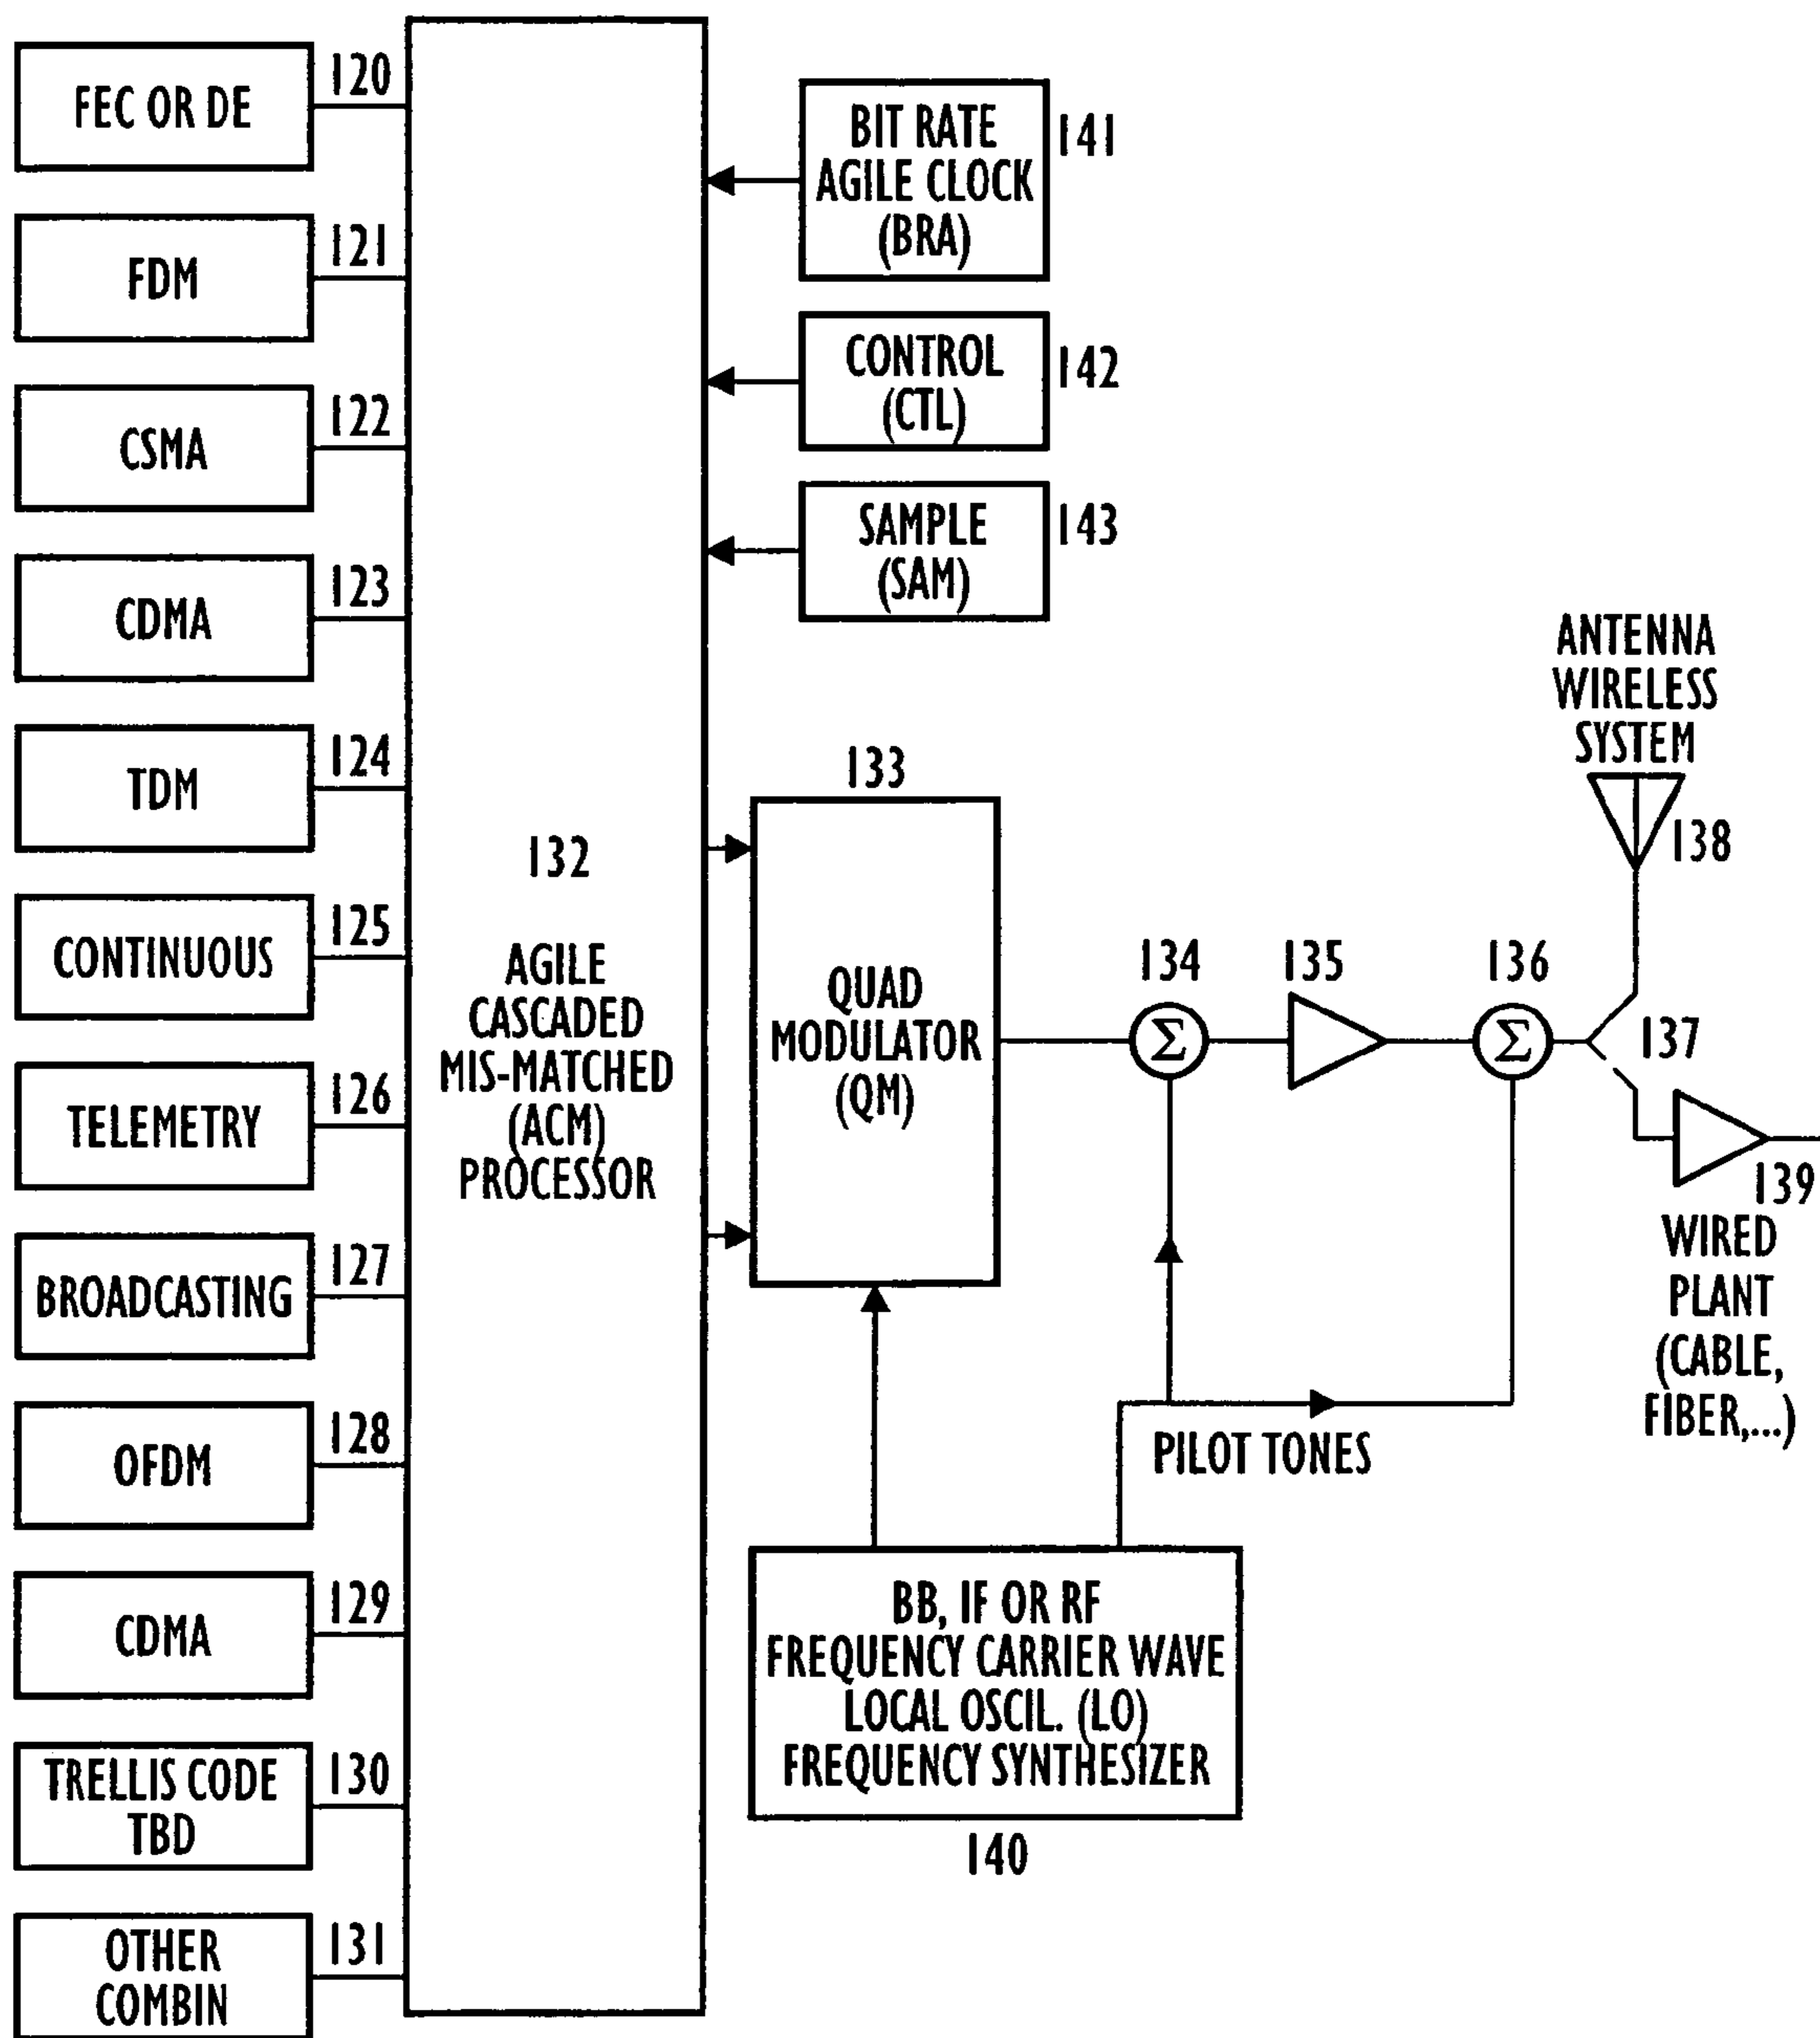 FEC OR DE
120
FDM
121
CSMA
122
CDMA
123
TDM
124
CONTINUOUS
125
TELEMETRY
126
BROADCASTING
127
OFDM
128
CDMA
129
TRELLIS CODE
TBD
130
OTHER
COMBIN
131
132
AGILE
CASCADED
MIS-MATCHED
(ACM)
PROCESSOR
BIT RATE
AGILE CLOCK
(BRA)
141
CONTROL
(CTL)
142
SAMPLE
(SAM)
143
133
QUAD
MODULATOR
(QM)
134
Σ
135
136
Σ
137
ANTENNA
WIRELESS
SYSTEM
138
139
WIRED
PLANT
(CABLE,
FIBER,...)
PILOT TONES
BB, IF OR RF
FREQUENCY CARRIER WAVE
LOCAL OSCIL. (LO)
FREQUENCY SYNTHESIZER
140